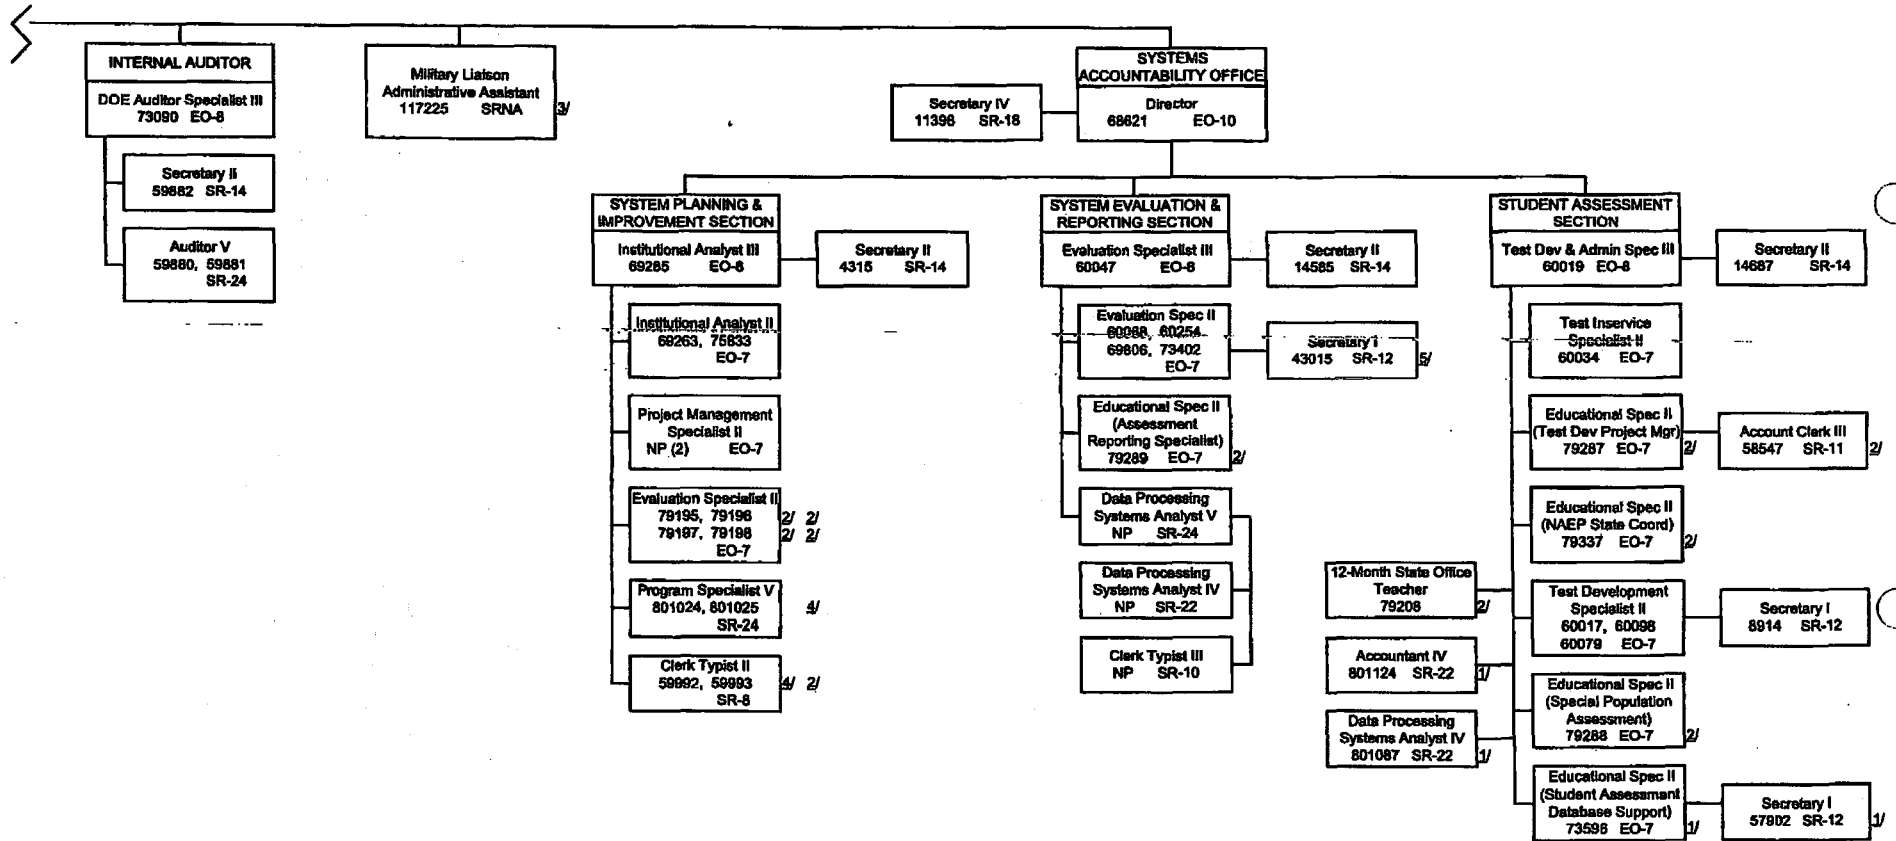 INTERNAL AUDITOR
DOE Auditor Specialist III
73090 EO-8
Secretary II
59882 SR-14
Auditor V
59880, 59881
SR-24
Military Liaison
Administrative Assistant
117225 SRNA 3/
SYSTEMS
ACCOUNTABILITY OFFICE
Director
68621 EO-10
Secretary IV
11396 SR-18
SYSTEM PLANNING &
IMPROVEMENT SECTION
Institutional Analyst III
69265 EO-8
Secretary II
4315 SR-14
Institutional Analyst II
69263, 75833
EO-7
Project Management
Specialist II
NP (2) EO-7
Evaluation Specialist II
79195, 79196 2/ 2/
79197, 79198 2/ 2/
EO-7
Program Specialist V
801024, 801025 4/
SR-24
Clerk Typist II
59992, 59993 4/ 2/
SR-8
SYSTEM EVALUATION &
REPORTING SECTION
Evaluation Specialist III
60047 EO-8
Secretary II
14585 SR-14
Evaluation Spec II
60068, 60254
69806, 73402
EO-7
Secretary I
43015 SR-12 5/
Educational Spec II
(Assessment
Reporting Specialist)
79289 EO-7 2/
Data Processing
Systems Analyst V
NP SR-24
Data Processing
Systems Analyst IV
NP SR-22
Clerk Typist III
NP SR-10
STUDENT ASSESSMENT
SECTION
Test Dev & Admin Spec III
60019 EO-8
Secretary II
14687 SR-14
Test Inservice
Specialist II
60034 EO-7
Educational Spec II
(Test Dev Project Mgr)
79287 EO-7 2/
Account Clerk III
58547 SR-11 2/
Educational Spec II
(NAEP State Coord)
79337 EO-7 2/
12-Month State Office
Teacher
79208 2/
Test Development
Specialist II
60017, 60098
60079 EO-7
Secretary I
8914 SR-12
Accountant IV
801124 SR-22 1/
Educational Spec II
(Special Population
Assessment)
79288 EO-7 2/
Data Processing
Systems Analyst IV
801087 SR-22 1/
Educational Spec II
(Student Assessment
Database Support)
73598 EO-7 1/
Secretary I
57902 SR-12 1/